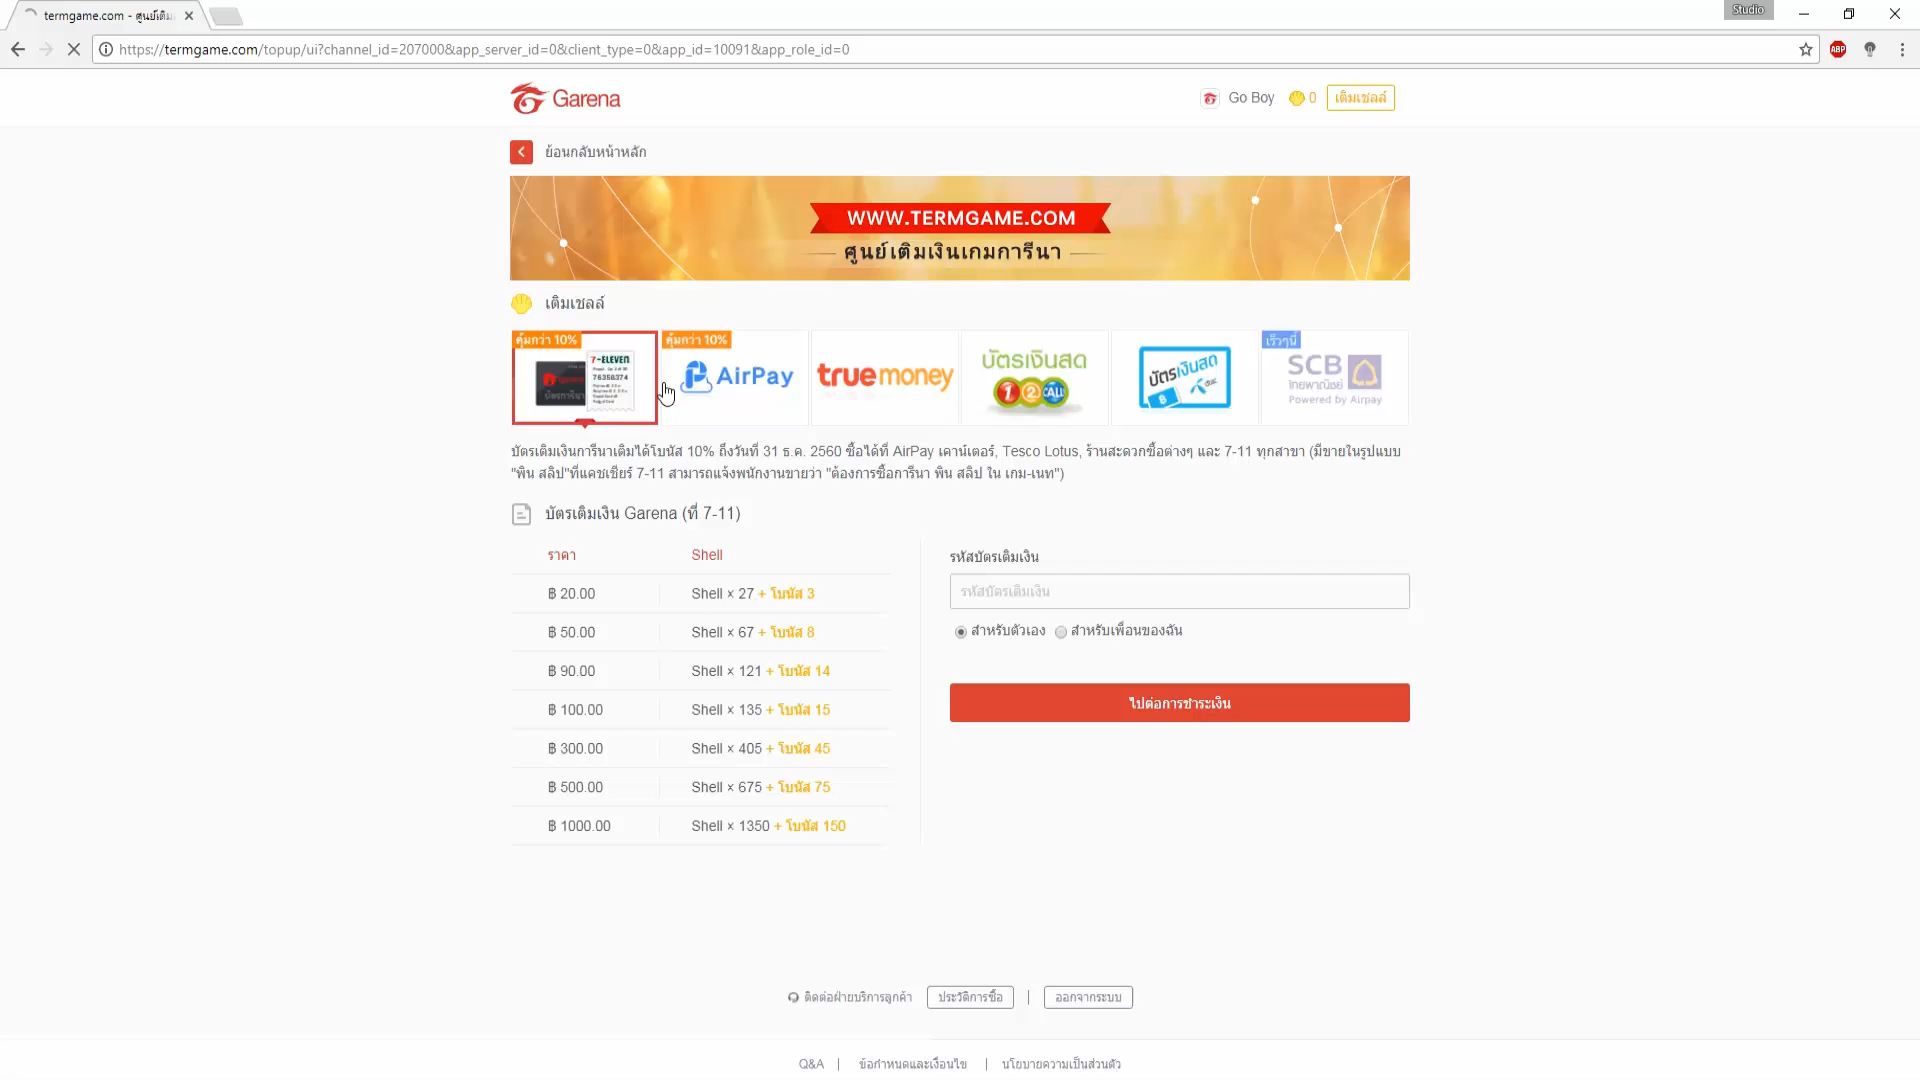 termgame.com - ศูนย์เติม
Studio
https://termgame.com/topup/ui?channel_id=207000&app_server_id=0&client_type=0&app_id=10091&app_role_id=0
ABP
Garena
Go Boy 0 เติมเชลล์
ย้อนกลับหน้าหลัก
WWW.TERMGAME.COM
ศูนย์เติมเงินเกมการีนา
เติมเชลล์
คุ้มกว่า 10%
7-ELEVEN
76358374
คุ้มกว่า 10%
AirPay
truemoney
บัตรเงินสด
1 2 CALL
บัตรเงินสด
เร็วๆนี้
SCB
ไทยพาณิชย์
Powered by Airpay
บัตรเติมเงินการีนาเติมได้โบนัส 10% ถึงวันที่ 31 ธ.ค. 2560 ซื้อได้ที่ AirPay เคาน์เตอร์, Tesco Lotus, ร้านสะดวกซื้อต่างๆ และ 7-11 ทุกสาขา (มีขายในรูปแบบ
"พิน สลิป"ที่แคชเชียร์ 7-11 สามารถแจ้งพนักงานขายว่า "ต้องการซื้อการีนา พิน สลิป ใน เกม-เนท")
บัตรเติมเงิน Garena (ที่ 7-11)
ราคา Shell
฿ 20.00 Shell × 27 + โบนัส 3
฿ 50.00 Shell × 67 + โบนัส 8
฿ 90.00 Shell × 121 + โบนัส 14
฿ 100.00 Shell × 135 + โบนัส 15
฿ 300.00 Shell × 405 + โบนัส 45
฿ 500.00 Shell × 675 + โบนัส 75
฿ 1000.00 Shell × 1350 + โบนัส 150
รหัสบัตรเติมเงิน
รหัสบัตรเติมเงิน
สำหรับตัวเอง สำหรับเพื่อนของฉัน
ไปต่อการชำระเงิน
ติดต่อฝ่ายบริการลูกค้า ประวัติการซื้อ | ออกจากระบบ
Q&A | ข้อกำหนดและเงื่อนไข | นโยบายความเป็นส่วนตัว